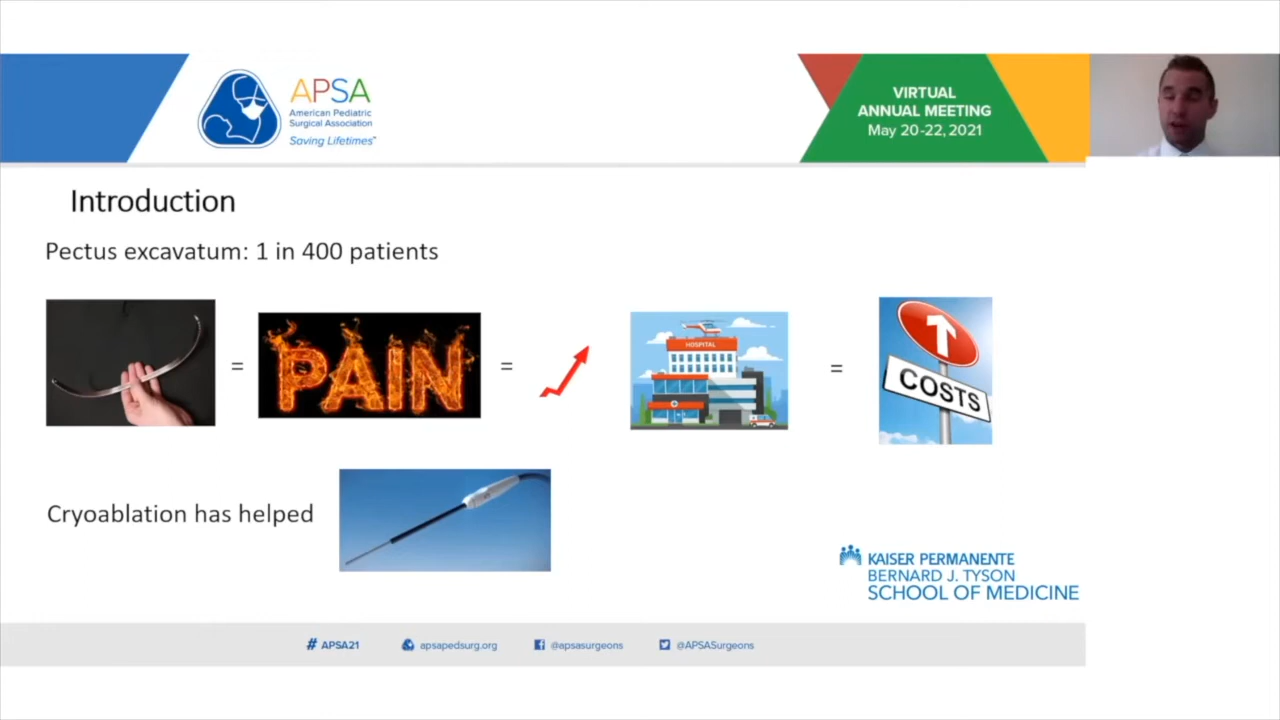 APSA
American Pediatric
Surgical Association
Saving Lifetimes
VIRTUAL
ANNUAL MEETING
May 20-22, 2021
Introduction
Pectus excavatum: 1 in 400 patients
= PAIN = HOSPITAL = COSTS
Cryoablation has helped
KAISER PERMANENTE
BERNARD J. TYSON
SCHOOL OF MEDICINE
# APSA21 apsapedsurg.org @apsasurgeons @APSASurgeons